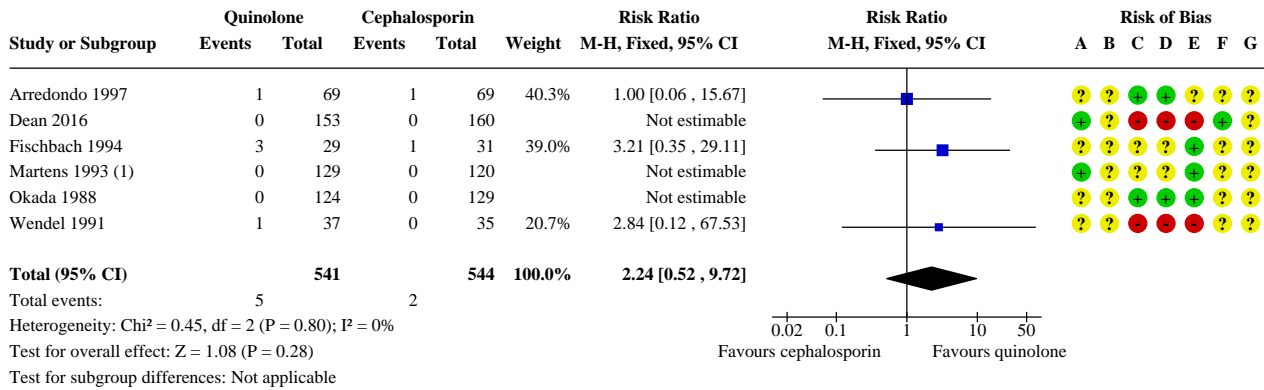 Quinolone Cephalosporin Risk Ratio Risk Ratio Risk of Bias
Study or Subgroup Events Total Events Total Weight M-H, Fixed, 95% CI M-H, Fixed, 95% CI A B C D E F G
Arredondo 1997 1 69 1 69 40.3% 1.00 [0.06 , 15.67] ? ? + + ? ? ?
Dean 2016 0 153 0 160 Not estimable + ? - - - + ?
Fischbach 1994 3 29 1 31 39.0% 3.21 [0.35 , 29.11] ? ? ? ? + ? ?
Martens 1993 (1) 0 129 0 120 Not estimable + ? ? ? + ? ?
Okada 1988 0 124 0 129 Not estimable ? ? + + + ? ?
Wendel 1991 1 37 0 35 20.7% 2.84 [0.12 , 67.53] ? ? - - - ? ?
Total (95% CI) 541 544 100.0% 2.24 [0.52 , 9.72]
Total events: 5 2
Heterogeneity: Chi² = 0.45, df = 2 (P = 0.80); I² = 0%
0.02 0.1 1 10 50
Test for overall effect: Z = 1.08 (P = 0.28)
Favours cephalosporin Favours quinolone
Test for subgroup differences: Not applicable